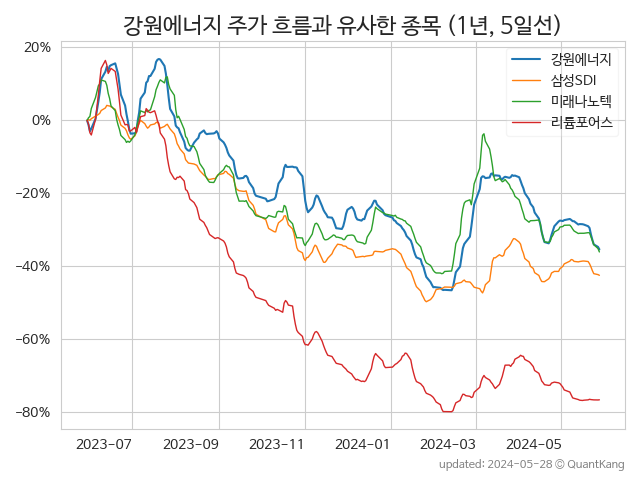 강원에너지 주가 흐름과 유사한 종목 (1년, 5일선)
20%
0%
−20%
−40%
−60%
−80%
강원에너지
삼성SDI
미래나노텍
리튬포어스
2023−07
2023−09
2023−11
2024−01
2024−03
2024−05
updated: 2024-05-28 © QuantKang